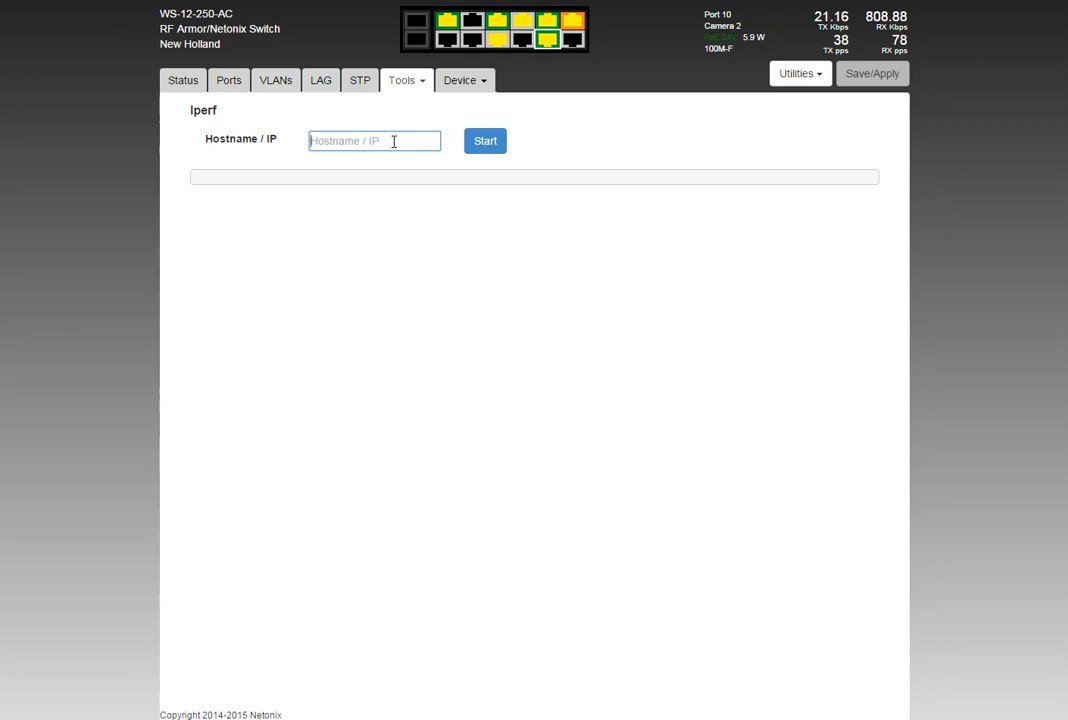 WS-12-250-AC
RF Armor/Netonix Switch
New Holland
Port 10
Camera 2
PoE 24V 5.9 W
100M-F
21.16 808.88
TX Kbps RX Kbps
38 78
TX pps RX pps
Status Ports VLANs LAG STP Tools Device
Utilities Save/Apply
Iperf
Hostname / IP Hostname / IP Start
Copyright 2014-2015 Netonix